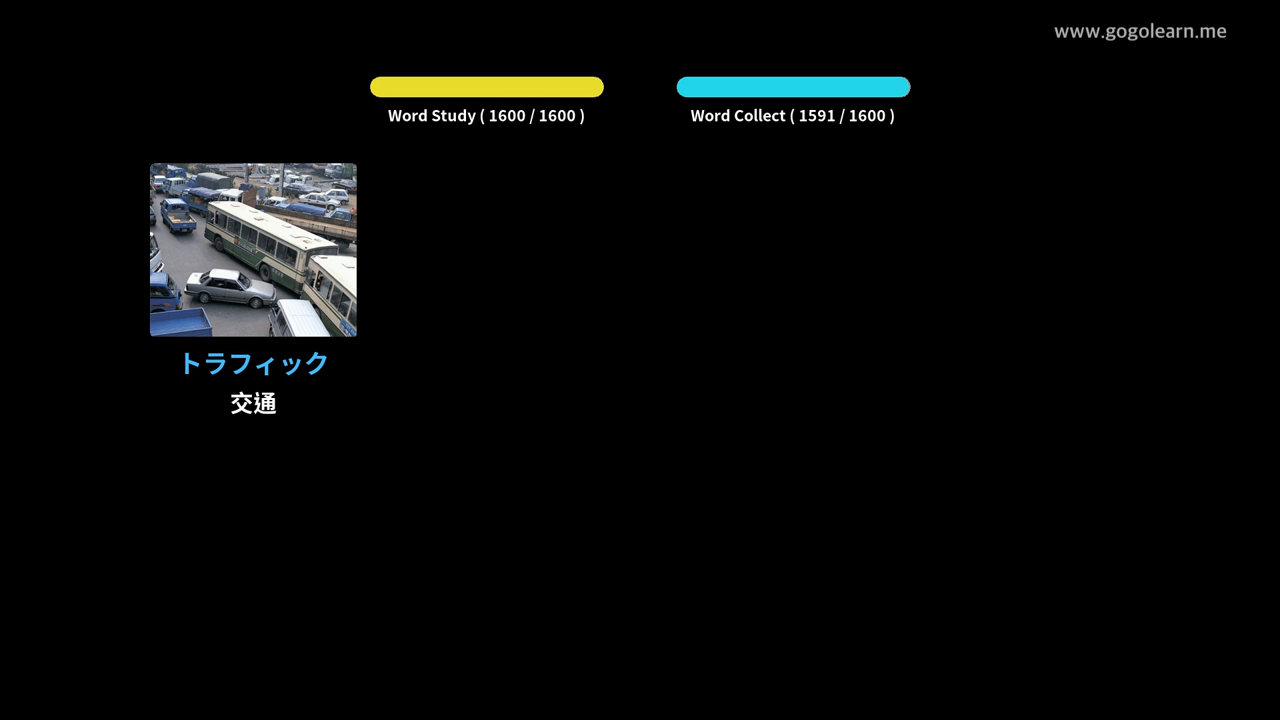 www.gogolearn.me
Word Study ( 1600 / 1600 )
Word Collect ( 1591 / 1600 )
トラフィック
交通